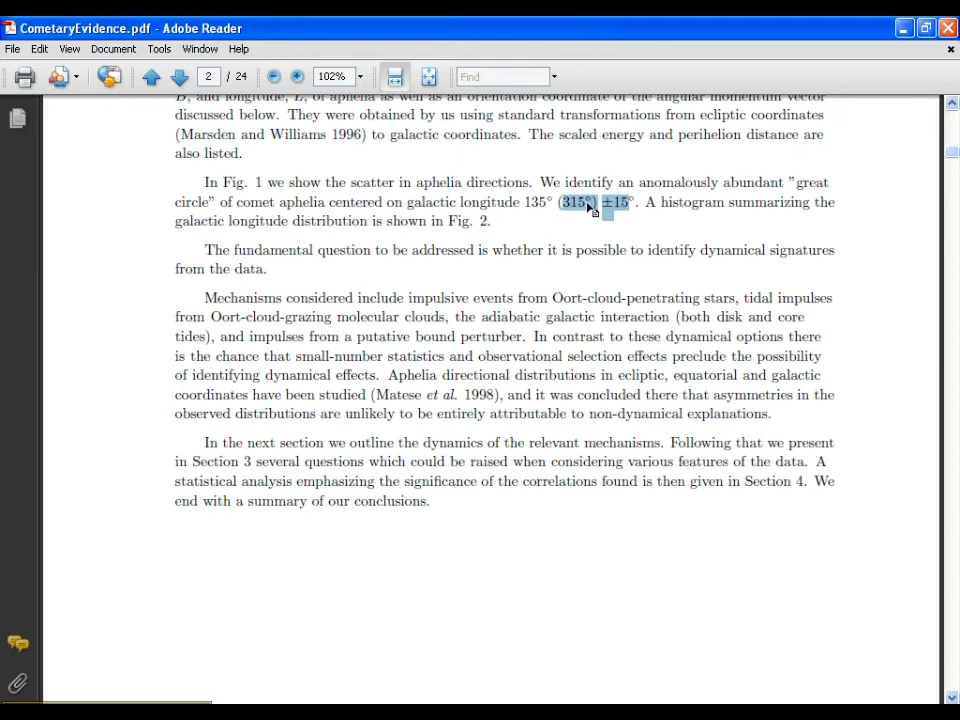 CometaryEvidence.pdf - Adobe Reader
File Edit View Document Tools Window Help
2 / 24 102% Find
B, and longitude, L, of aphelia as well as an orientation coordinate of the angular momentum vector
discussed below. They were obtained by us using standard transformations from ecliptic coordinates
(Marsden and Williams 1996) to galactic coordinates. The scaled energy and perihelion distance are
also listed.
In Fig. 1 we show the scatter in aphelia directions. We identify an anomalously abundant "great
circle" of comet aphelia centered on galactic longitude 135° (315°) ±15°. A histogram summarizing the
galactic longitude distribution is shown in Fig. 2.
The fundamental question to be addressed is whether it is possible to identify dynamical signatures
from the data.
Mechanisms considered include impulsive events from Oort-cloud-penetrating stars, tidal impulses
from Oort-cloud-grazing molecular clouds, the adiabatic galactic interaction (both disk and core
tides), and impulses from a putative bound perturber. In contrast to these dynamical options there
is the chance that small-number statistics and observational selection effects preclude the possibility
of identifying dynamical effects. Aphelia directional distributions in ecliptic, equatorial and galactic
coordinates have been studied (Matese et al. 1998), and it was concluded there that asymmetries in the
observed distributions are unlikely to be entirely attributable to non-dynamical explanations.
In the next section we outline the dynamics of the relevant mechanisms. Following that we present
in Section 3 several questions which could be raised when considering various features of the data. A
statistical analysis emphasizing the significance of the correlations found is then given in Section 4. We
end with a summary of our conclusions.